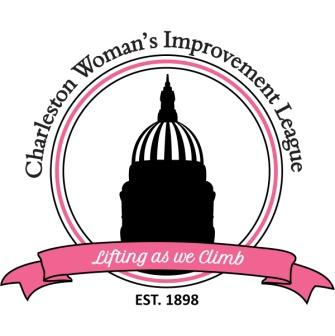 Charleston Woman's Improvement League
Lifting as we Climb
EST. 1898